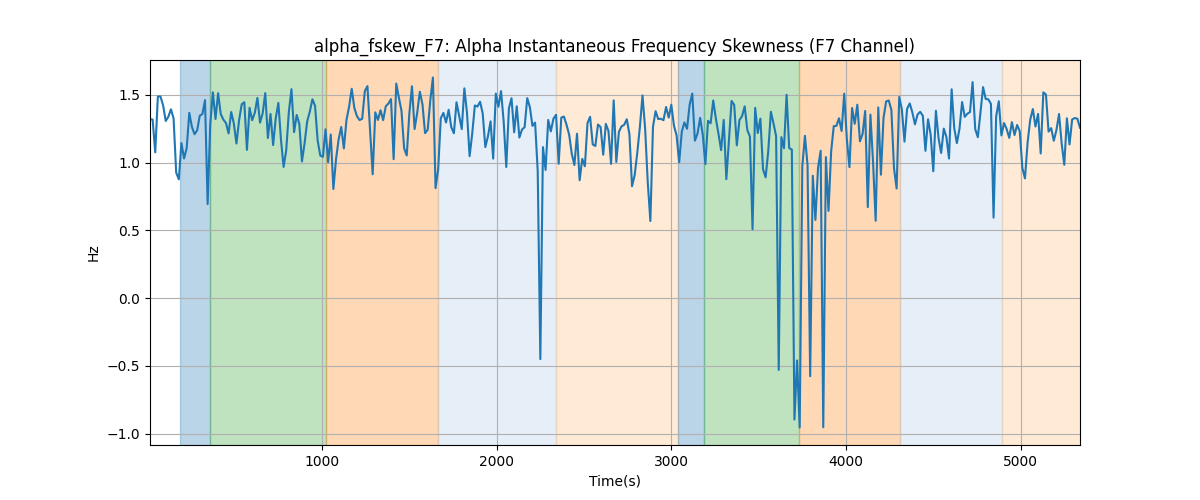 alpha_fskew_F7: Alpha Instantaneous Frequency Skewness (F7 Channel)
1.5
1.0
0.5
0.0
−0.5
−1.0
Hz
1000 2000 3000 4000 5000
Time(s)